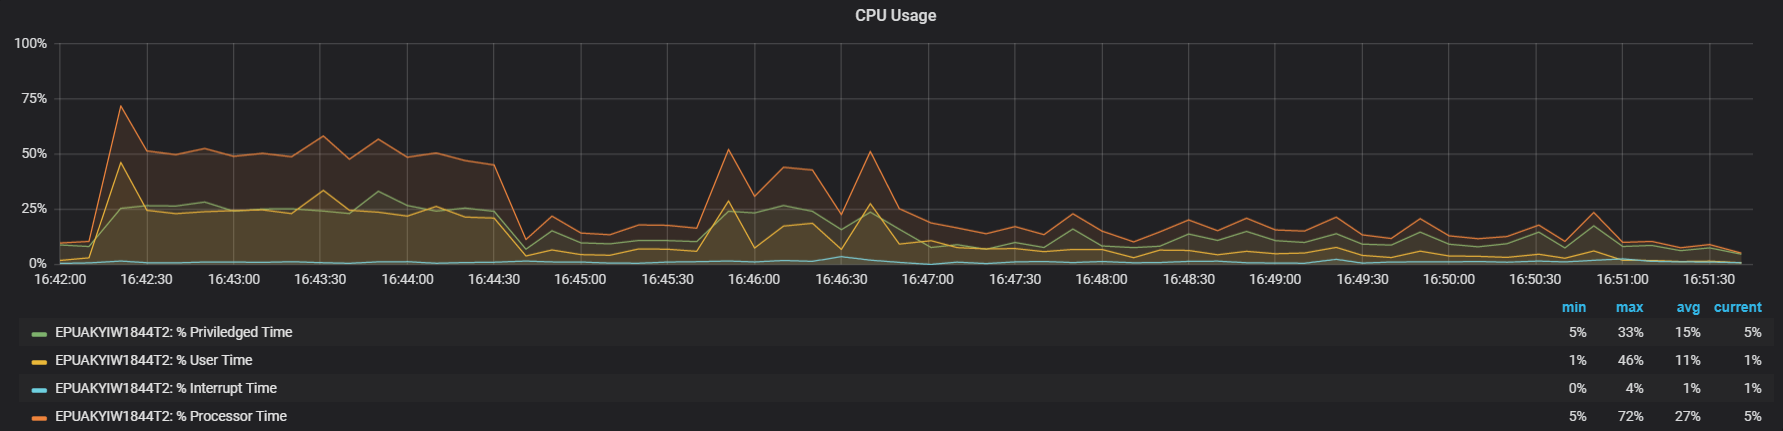 CPU Usage
100%
75%
50%
25%
0%
16:42:00 16:42:30 16:43:00 16:43:30 16:44:00 16:44:30 16:45:00 16:45:30 16:46:00 16:46:30 16:47:00 16:47:30 16:48:00 16:48:30 16:49:00 16:49:30 16:50:00 16:50:30 16:51:00 16:51:30
min max avg current
EPUAKYIW1844T2: % Priviledged Time 5% 33% 15% 5%
EPUAKYIW1844T2: % User Time 1% 46% 11% 1%
EPUAKYIW1844T2: % Interrupt Time 0% 4% 1% 1%
EPUAKYIW1844T2: % Processor Time 5% 72% 27% 5%